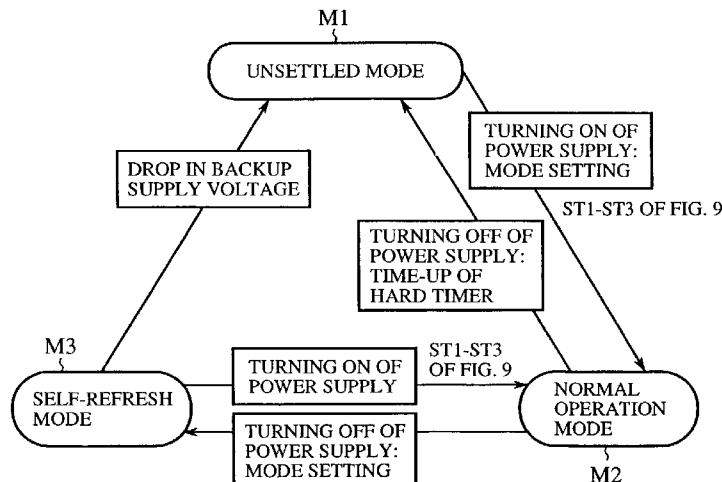 M1
UNSETTLED MODE
TURNING ON OF
POWER SUPPLY:
MODE SETTING
DROP IN BACKUP
SUPPLY VOLTAGE
ST1-ST3 OF FIG. 9
TURNING OFF OF
POWER SUPPLY:
TIME-UP OF
HARD TIMER
M3
SELF-REFRESH
MODE
TURNING ON OF
POWER SUPPLY
ST1-ST3
OF FIG. 9
NORMAL
OPERATION
MODE
TURNING OFF OF
POWER SUPPLY:
MODE SETTING
M2